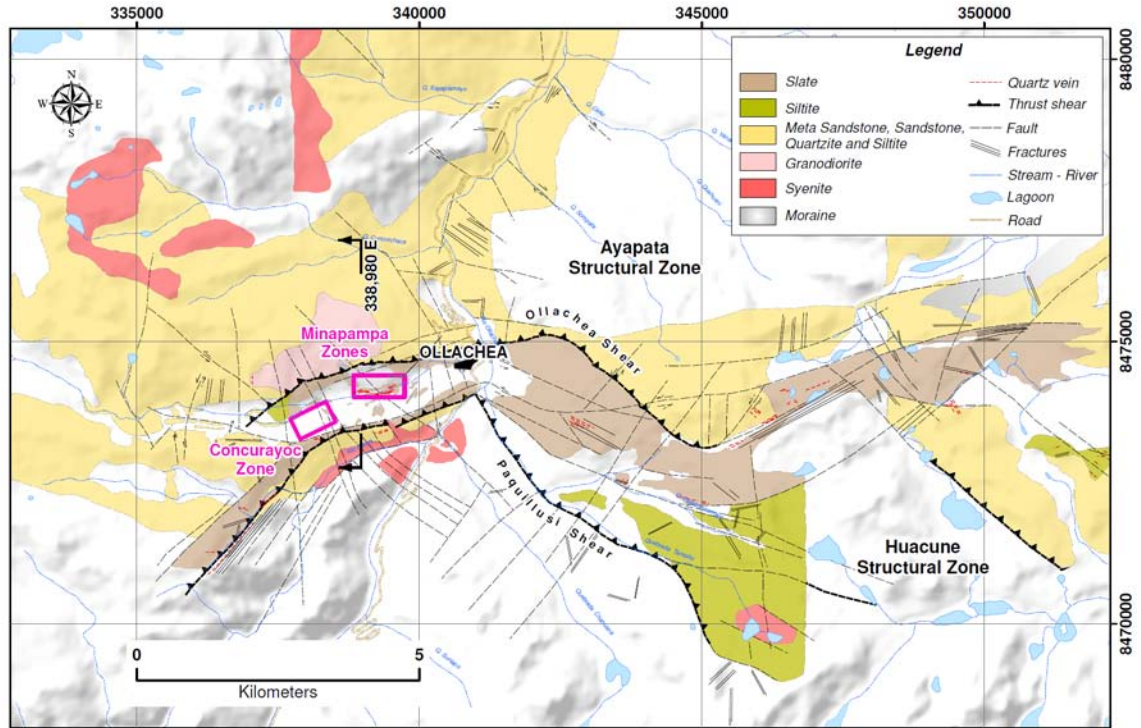 335000
340000
345000
350000
8480000
8475000
8470000
Legend
Slate
Siltite
Meta Sandstone, Sandstone,
Quartzite and Siltite
Granodiorite
Syenite
Moraine
Quartz vein
Thrust shear
Fault
Fractures
Stream - River
Lagoon
Road
N
W
E
S
338,980 E
Ayapata
Structural Zone
Minapampa
Zones
OLLACHEA
Ollachea Shear
Concurayoc
Zone
Paquillusi Shear
Huacune
Structural Zone
0
5
Kilometers